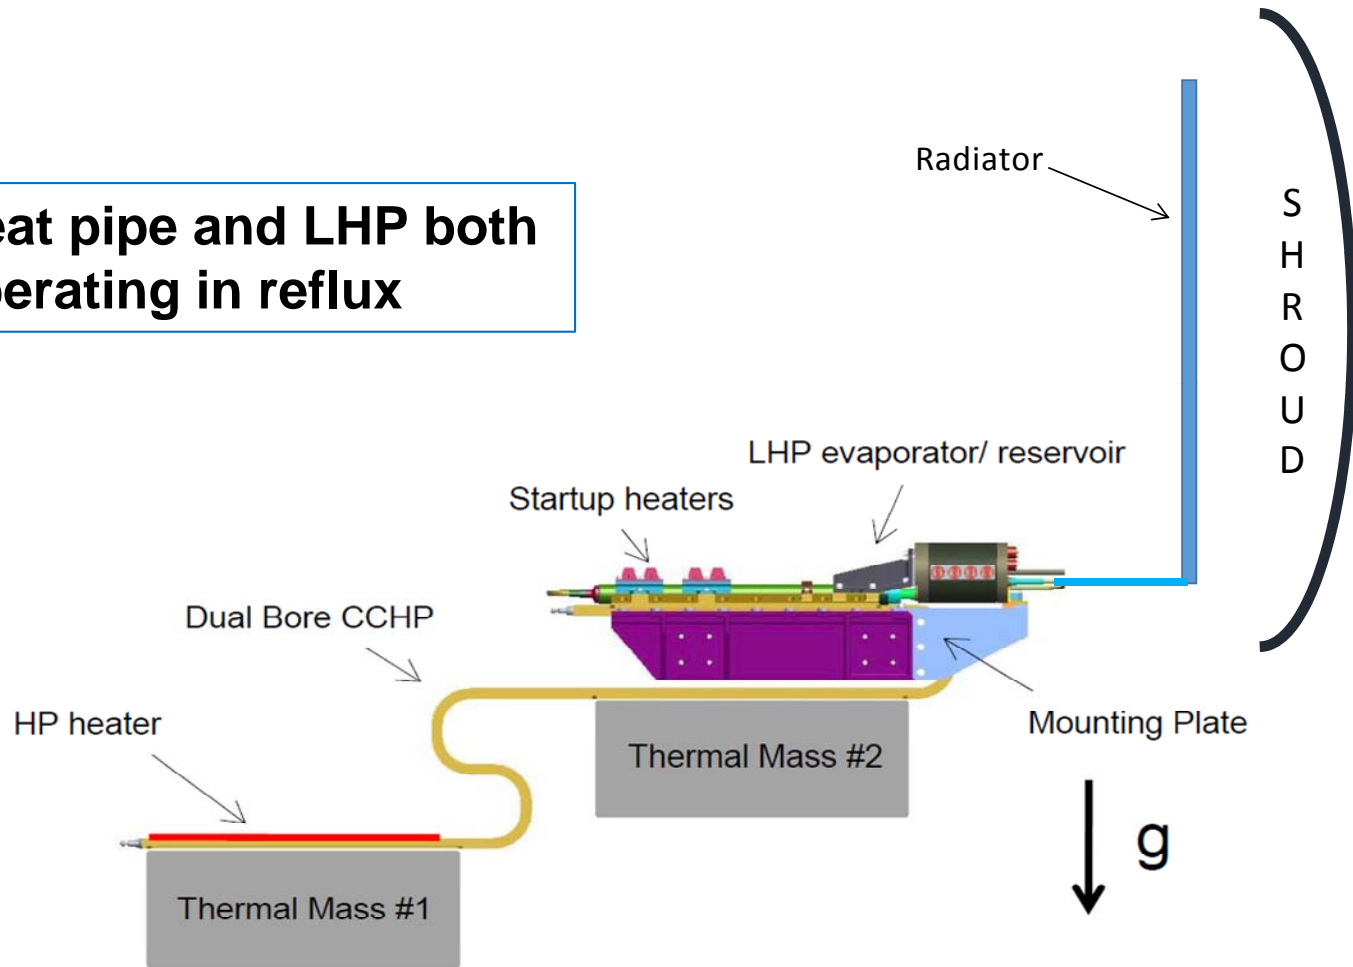 Radiator
eat pipe and LHP both
erating in reflux
S
H
R
O
U
D
LHP evaporator/ reservoir
Startup heaters
Dual Bore CCHP
HP heater
Mounting Plate
Thermal Mass #2
g
Thermal Mass #1